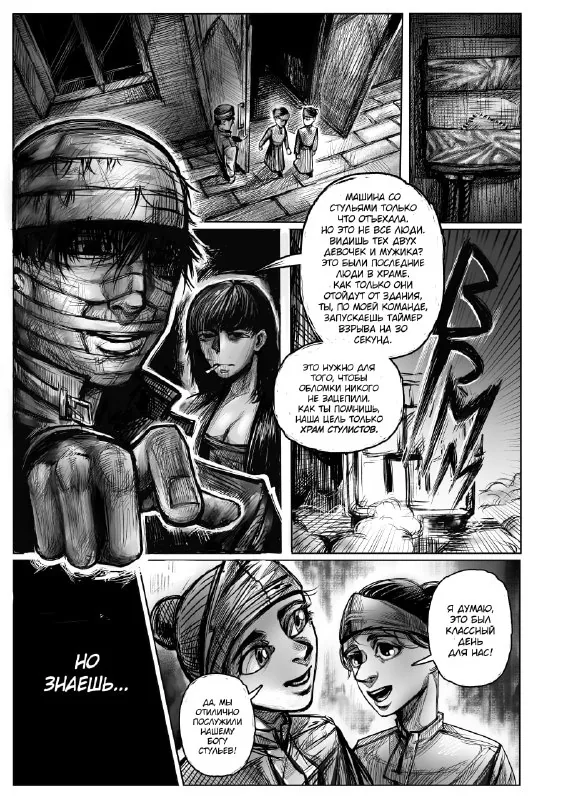 МАШИНА СО
СТУЛЬЯМИ ТОЛЬКО
ЧТО ОТЪЕХАЛА.
НО ЭТО НЕ ВСЕ ЛЮДИ.
ВИДИШЬ ТЕХ ДВУХ
ДЕВОЧЕК И МУЖИКА?
ЭТО БЫЛИ ПОСЛЕДНИЕ
ЛЮДИ В ХРАМЕ.
КАК ТОЛЬКО ОНИ
ОТОЙДУТ ОТ ЗДАНИЯ,
ТЫ, ПО МОЕЙ КОМАНДЕ,
ЗАПУСКАЕШЬ ТАЙМЕР
ВЗРЫВА НА 30
СЕКУНД.
ЭТО НУЖНО ДЛЯ
ТОГО, ЧТОБЫ
ОБЛОМКИ НИКОГО
НЕ ЗАЦЕПИЛИ.
КАК ТЫ ПОМНИШЬ,
НАША ЦЕЛЬ ТОЛЬКО
ХРАМ СТУЛИСТОВ.
ВРУМ
НО
ЗНАЕШЬ...
Я ДУМАЮ,
ЭТО БЫЛ
КЛАССНЫЙ
ДЕНЬ
ДЛЯ НАС!
ДА, МЫ
ОТИЛИЧНО
ПОСЛУЖИЛИ
НАШЕМУ
БОГУ
СТУЛЬЕВ!